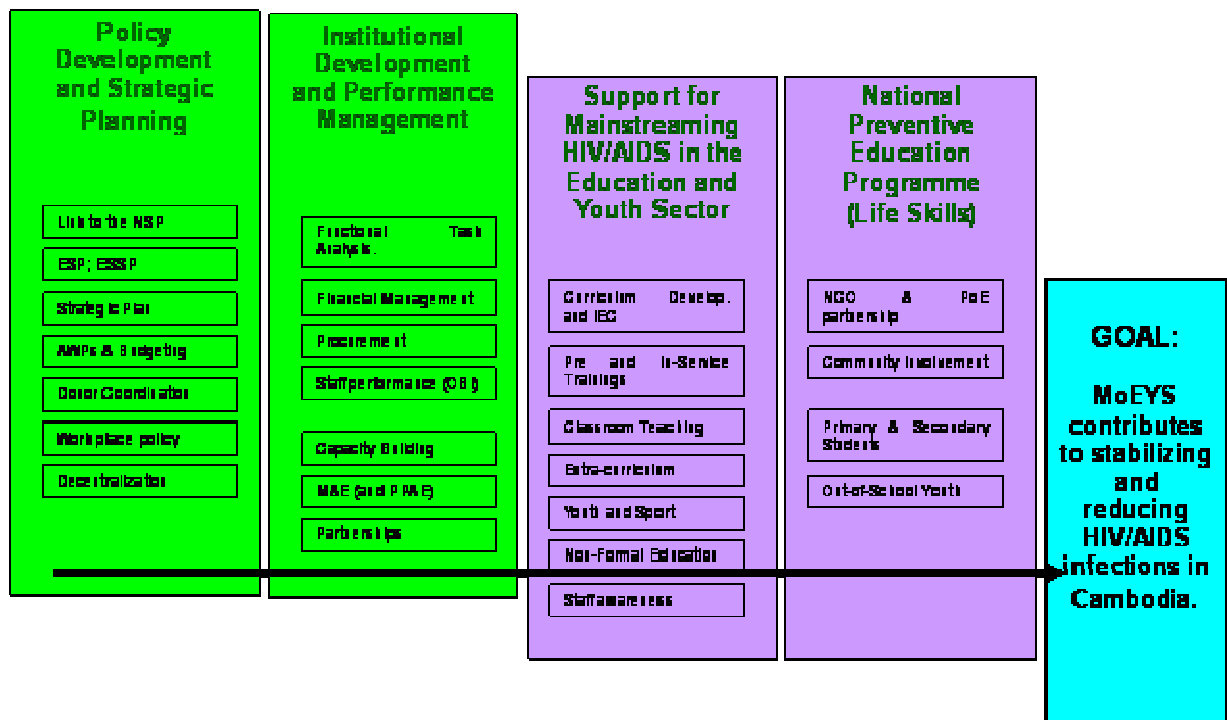 Policy
Development
and Strategic
Planning
Link to the NSP
ESP; ESSP
Strategic Plan
AWPs & Budgeting
Donor Coordination
Workplace policy
Decentralization
Institutional
Development
and Performance
Management
Functional Task
Analysis.
Financial Management
Procurement
Staff performance
Capacity Building
M&E (and
Partnerships
Support for
Mainstreaming
HIV/AIDS in the
Education and
Youth Sector
Curriculum Develop.
and IEC
Pre and In-Service
Trainings
Classroom Teaching
Extra-curriculum
Youth and Sport
Non-Formal Education
Staff awareness
National
Preventive
Education
Programme
(Life Skills)
NGO & PoE
partnership
Community Involvement
Primary & Secondary
Students
Out-of-School Youth
GOAL:
MoEYS
contributes
to stabilizing
and
reducing
HIV/AIDS
infections in
Cambodia.